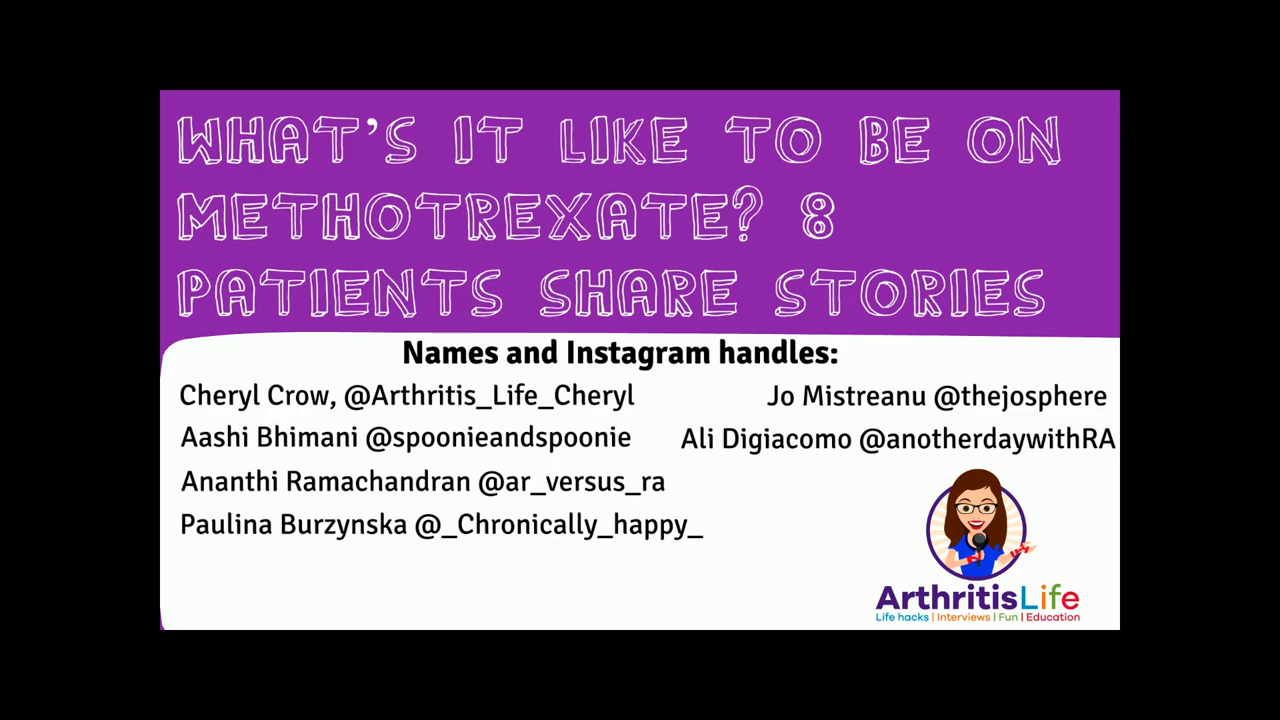 WHAT'S IT LIKE TO BE ON
METHOTREXATE? 8
PATIENTS SHARE STORIES
Names and Instagram handles:
Cheryl Crow, @Arthritis_Life_Cheryl
Jo Mistreanu @thejosphere
Aashi Bhimani @spoonieandspoonie
Ali Digiacomo @anotherdaywithRA
Ananthi Ramachandran @ar_versus_ra
Paulina Burzynska @_Chronically_happy_
ArthritisLife
Life hacks | Interviews | Fun | Education